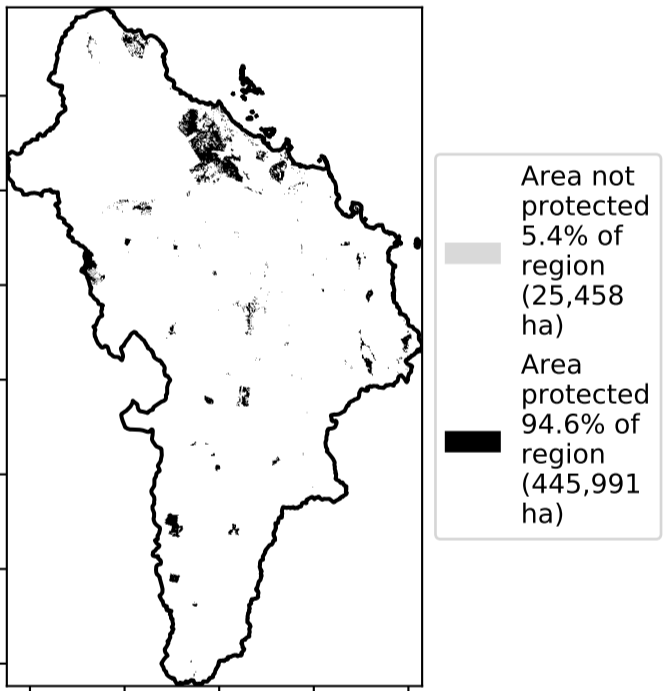 Area not
protected
5.4% of
region
(25,458
ha)
Area
protected
94.6% of
region
(445,991
ha)